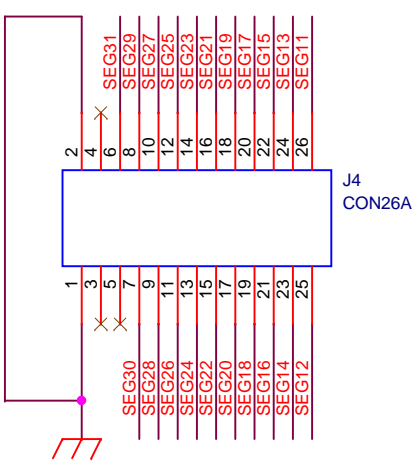 SEG31
SEG29
SEG27
SEG25
SEG23
SEG21
SEG19
SEG17
SEG15
SEG13
SEG11
2
4
6
8
10
12
14
16
18
20
22
24
26
J4
CON26A
1
3
5
7
9
11
13
15
17
19
21
23
25
SEG30
SEG28
SEG26
SEG24
SEG22
SEG20
SEG18
SEG16
SEG14
SEG12